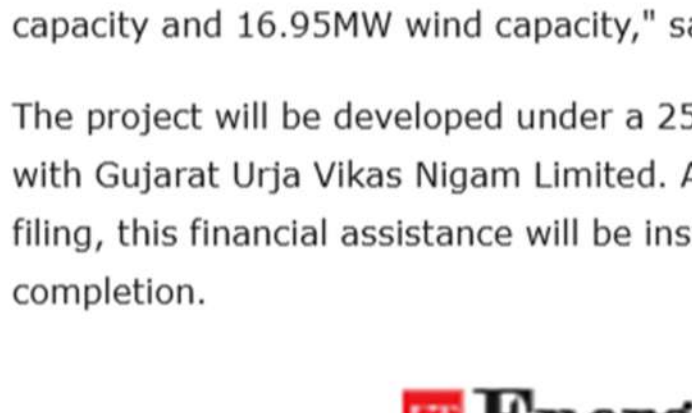 capacity and 16.95MW wind capacity,"
The project will be developed under a 25
with Gujarat Urja Vikas Nigam Limited.
filing, this financial assistance will be
completion.